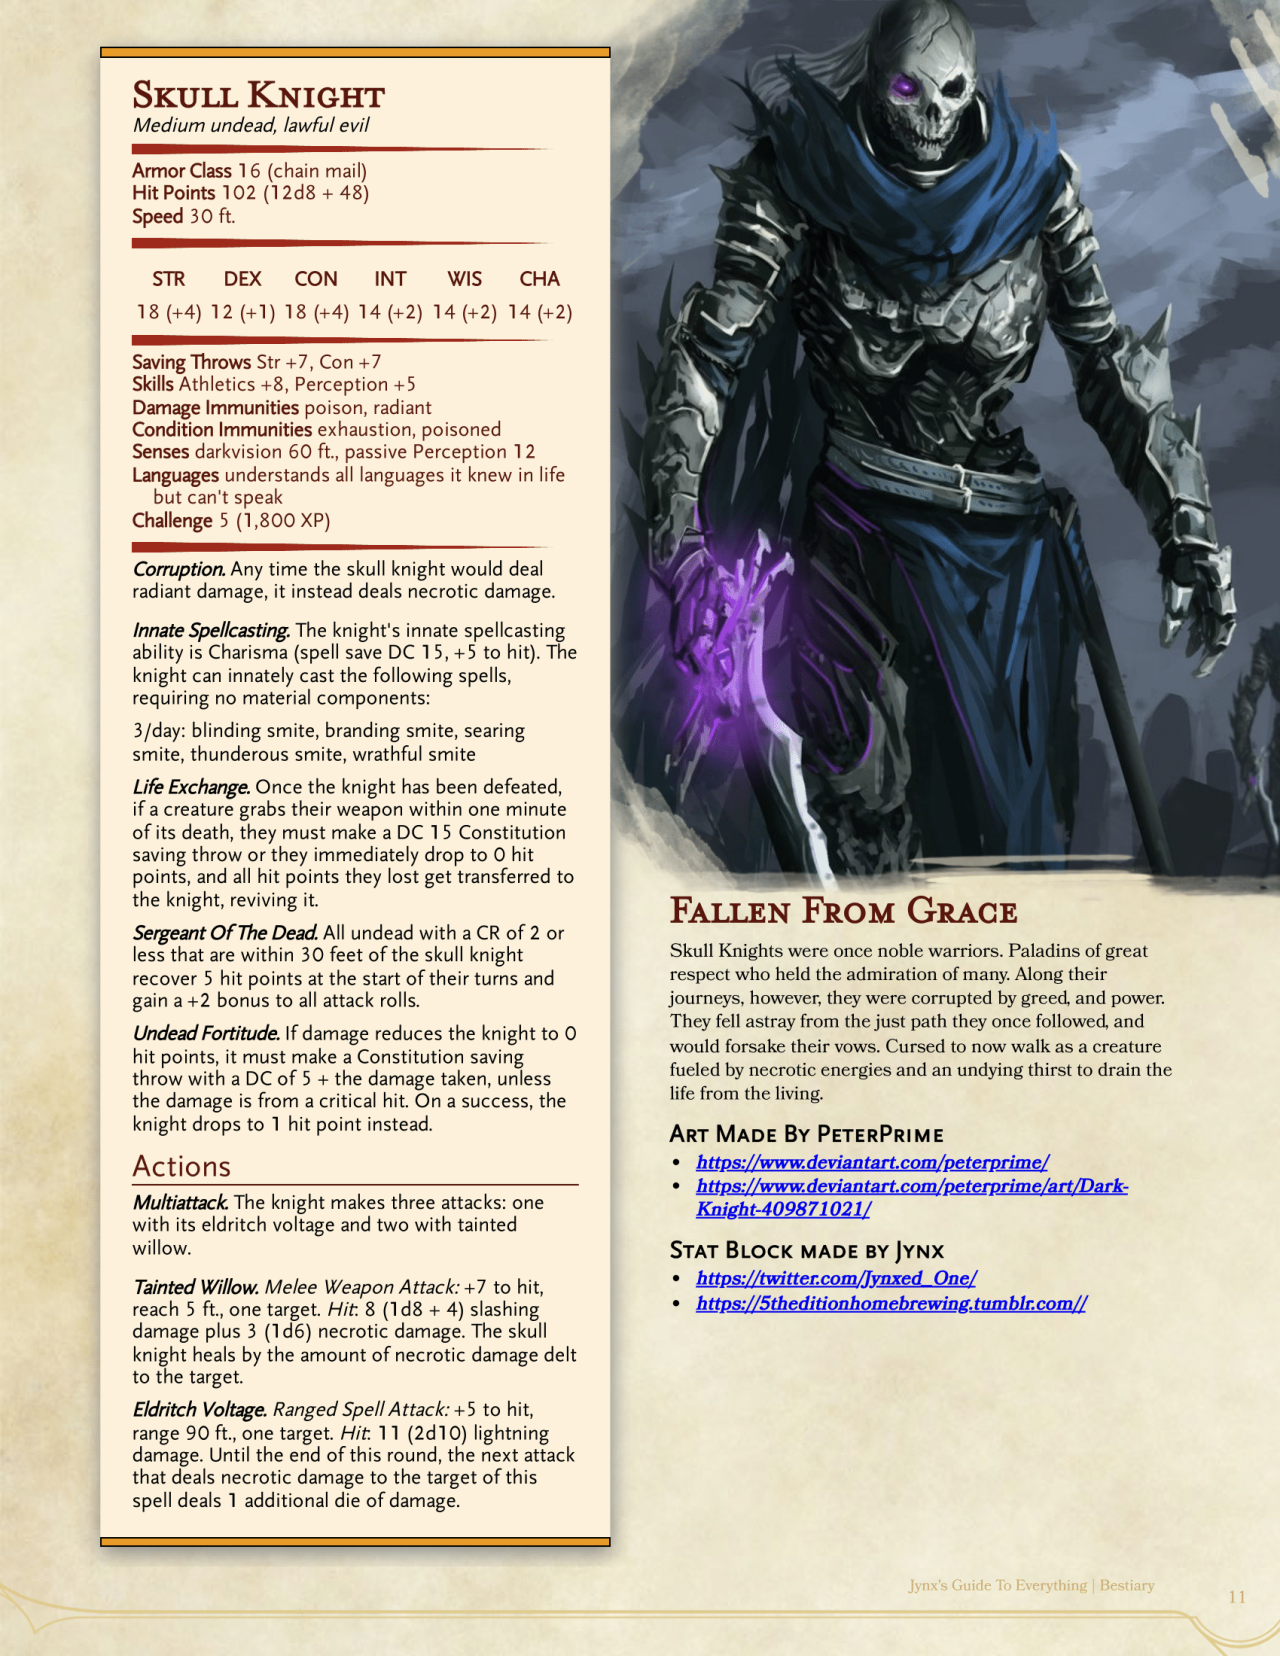 Skull Knight
Medium undead, lawful evil
Armor Class 16 (chain mail)
Hit Points 102 (12d8 + 48)
Speed 30 ft.
STR DEX CON INT WIS CHA
18 (+4) 12 (+1) 18 (+4) 14 (+2) 14 (+2) 14 (+2)
Saving Throws Str +7, Con +7
Skills Athletics +8, Perception +5
Damage Immunities poison, radiant
Condition Immunities exhaustion, poisoned
Senses darkvision 60 ft., passive Perception 12
Languages understands all languages it knew in life
but can't speak
Challenge 5 (1,800 XP)
Corruption. Any time the skull knight would deal
radiant damage, it instead deals necrotic damage.
Innate Spellcasting. The knight's innate spellcasting
ability is Charisma (spell save DC 15, +5 to hit). The
knight can innately cast the following spells,
requiring no material components:
3/day: blinding smite, branding smite, searing
smite, thunderous smite, wrathful smite
Life Exchange. Once the knight has been defeated,
if a creature grabs their weapon within one minute
of its death, they must make a DC 15 Constitution
saving throw or they immediately drop to 0 hit
points, and all hit points they lost get transferred to
the knight, reviving it.
Sergeant Of The Dead. All undead with a CR of 2 or
less that are within 30 feet of the skull knight
recover 5 hit points at the start of their turns and
gain a +2 bonus to all attack rolls.
Undead Fortitude. If damage reduces the knight to 0
hit points, it must make a Constitution saving
throw with a DC of 5 + the damage taken, unless
the damage is from a critical hit. On a success, the
knight drops to 1 hit point instead.
Actions
Multiattack. The knight makes three attacks: one
with its eldritch voltage and two with tainted
willow.
Tainted Willow. Melee Weapon Attack: +7 to hit,
reach 5 ft., one target. Hit: 8 (1d8 + 4) slashing
damage plus 3 (1d6) necrotic damage. The skull
knight heals by the amount of necrotic damage delt
to the target.
Eldritch Voltage. Ranged Spell Attack: +5 to hit,
range 90 ft., one target. Hit: 11 (2d10) lightning
damage. Until the end of this round, the next attack
that deals necrotic damage to the target of this
spell deals 1 additional die of damage.
Fallen From Grace
Skull Knights were once noble warriors. Paladins of great
respect who held the admiration of many. Along their
journeys, however, they were corrupted by greed, and power.
They fell astray from the just path they once followed, and
would forsake their vows. Cursed to now walk as a creature
fueled by necrotic energies and an undying thirst to drain the
life from the living.
Art Made By PeterPrime
• https://www.deviantart.com/peterprime/
• https://www.deviantart.com/peterprime/art/Dark-
Knight-409871021/
Stat Block made by Jynx
• https://twitter.com/Jynxed_One/
• https://5theditionhomebrewing.tumblr.com//
Jynx's Guide To Everything | Bestiary
11